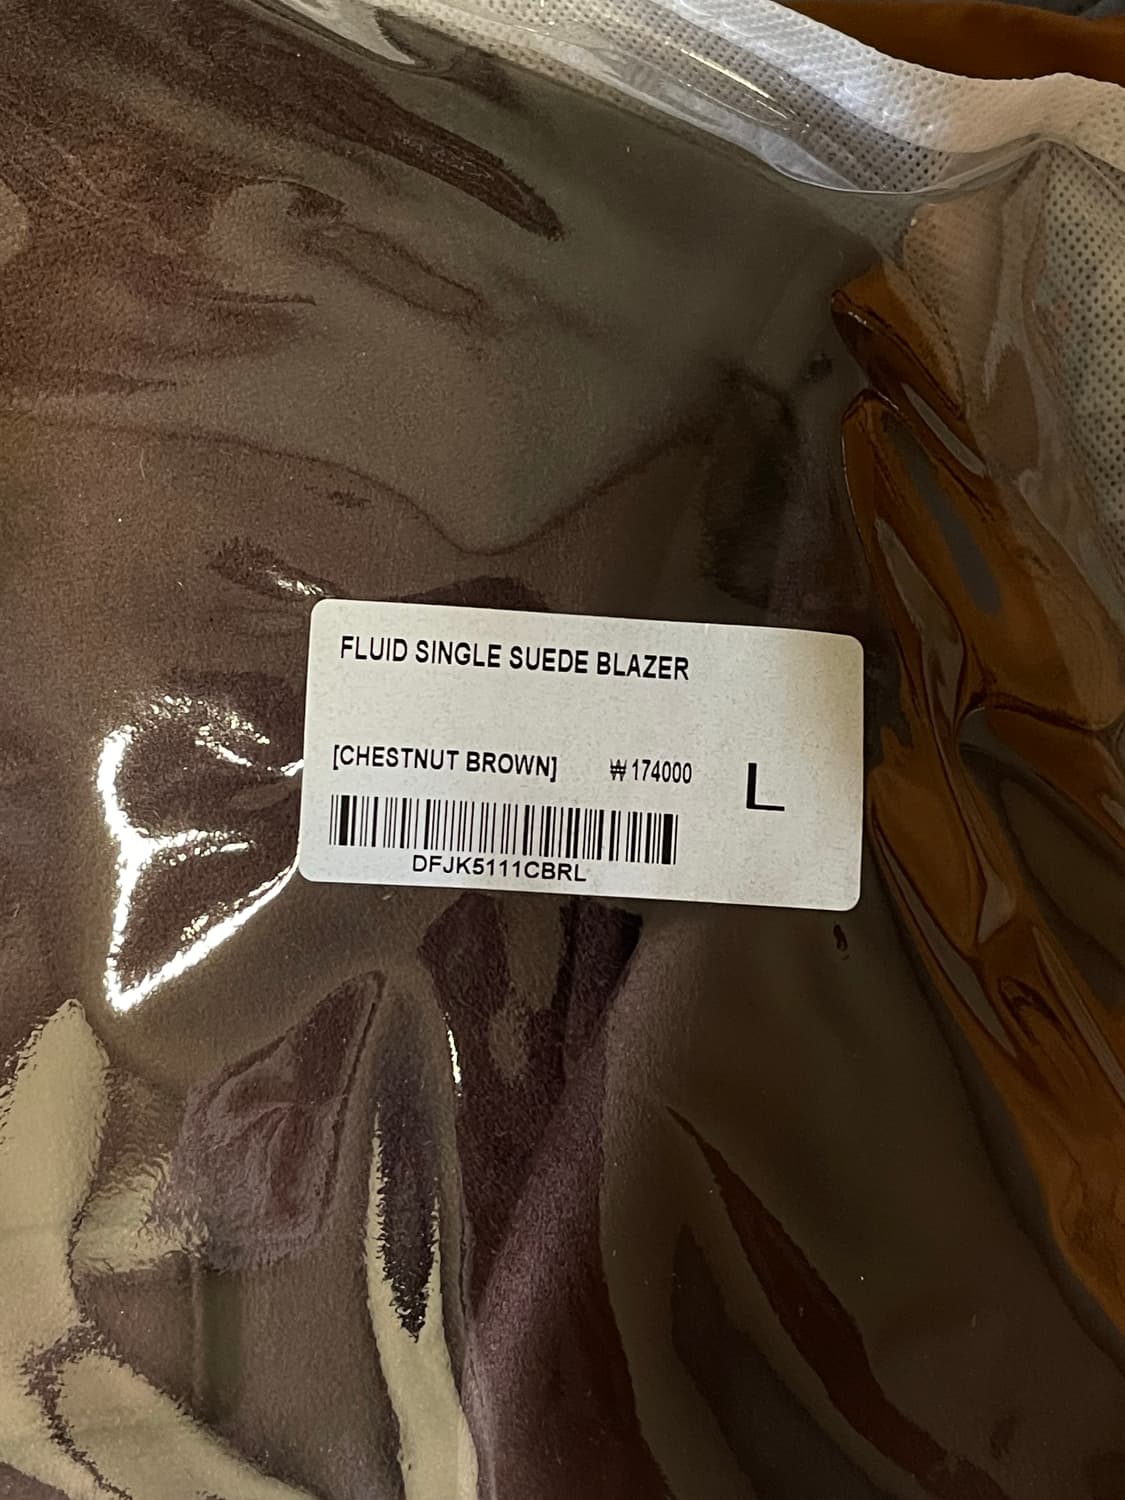 FLUID SINGLE SUEDE BLAZER
[CHESTNUT BROWN] ₩174000 L
DFJK5111CBRL